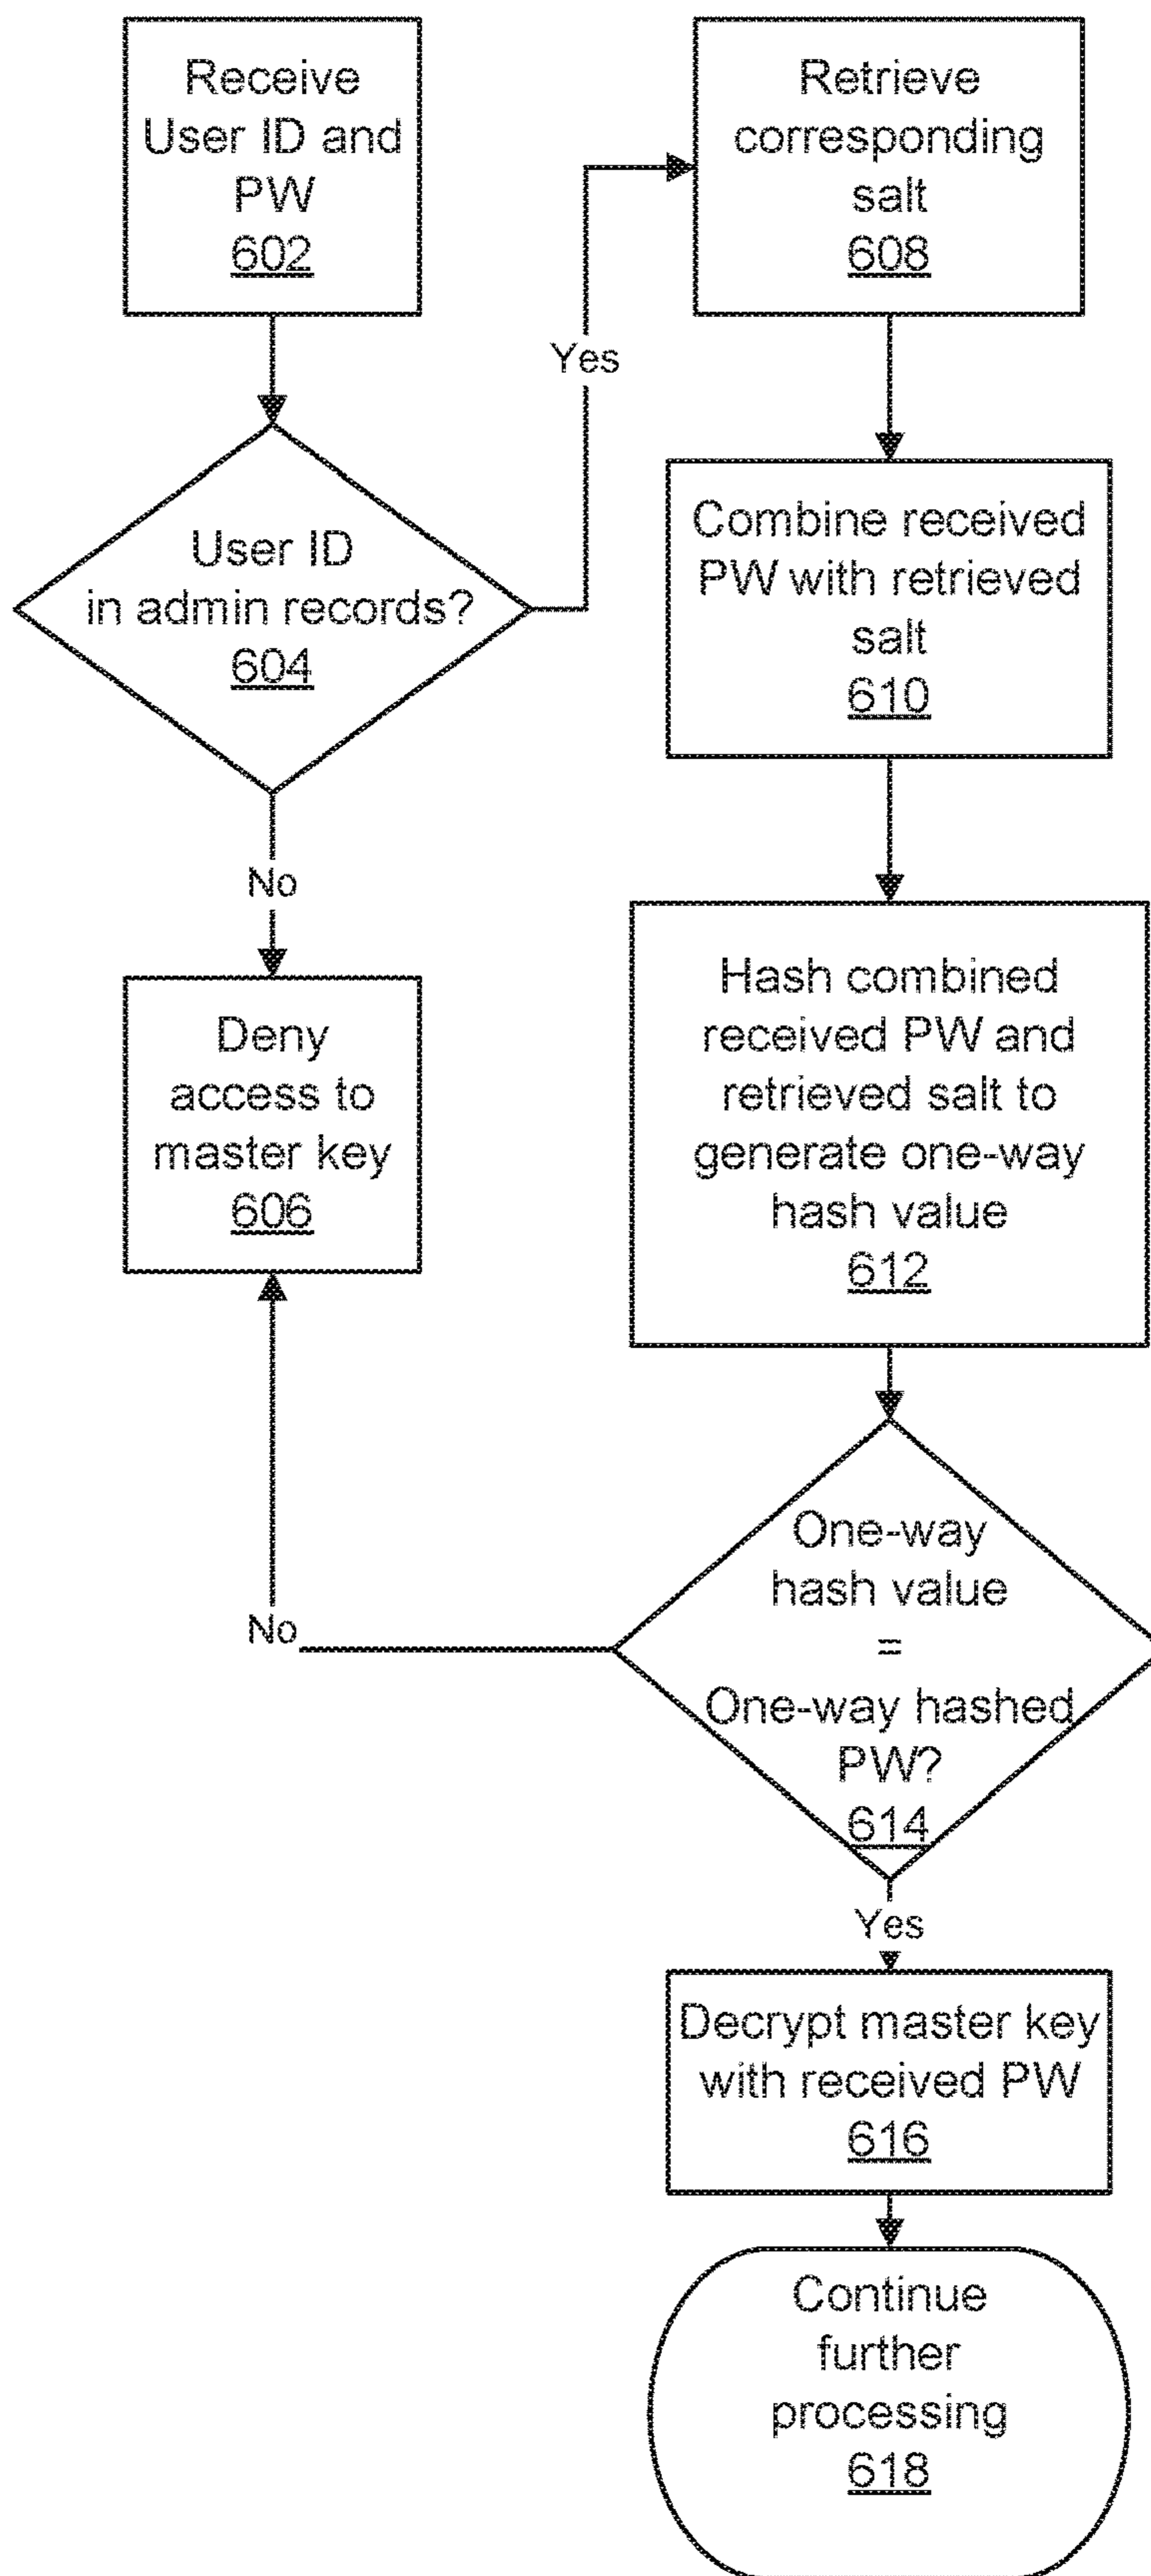 Receive
User ID and
PW
602
User ID
in admin records?
604
No
Deny
access to
master key
606
No
Yes
Retrieve
corresponding
salt
608
Combine received
PW with retrieved
salt
610
Hash combined
received PW and
retrieved salt to
generate one-way
hash value
612
One-way
hash value
=
One-way hashed
PW?
614
Yes
Decrypt master key
with received PW
616
Continue
further
processing
618